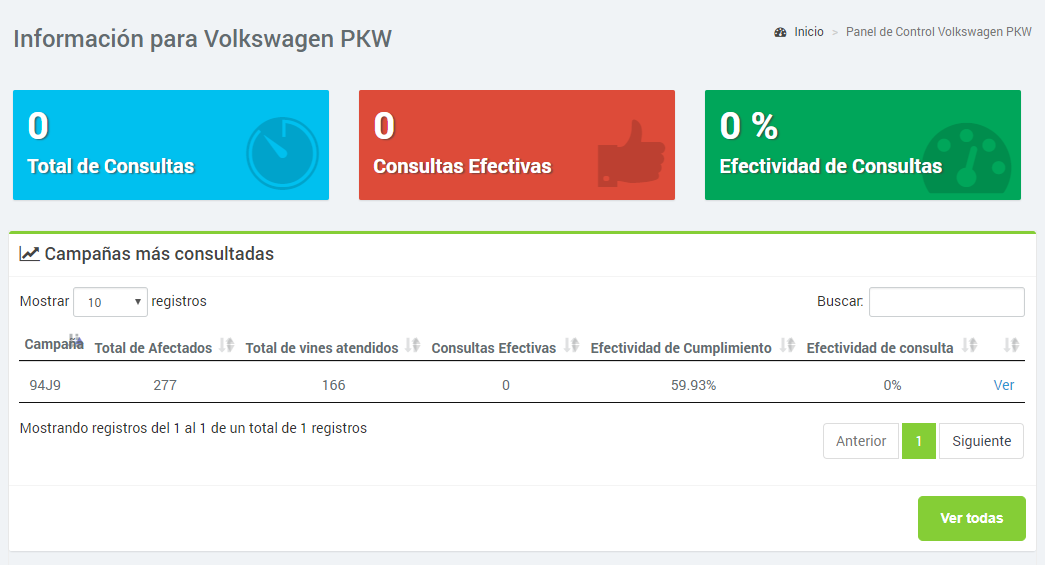 Información para Volkswagen PKW
Inicio > Panel de Control Volkswagen PKW
0
Total de Consultas
0
Consultas Efectivas
0 %
Efectividad de Consultas
Campañas más consultadas
Mostrar 10 registros
Buscar:
Campaña Total de Afectados Total de vines atendidos Consultas Efectivas Efectividad de Cumplimiento Efectividad de consulta
94J9 277 166 0 59.93% 0% Ver
Mostrando registros del 1 al 1 de un total de 1 registros
Anterior 1 Siguiente
Ver todas